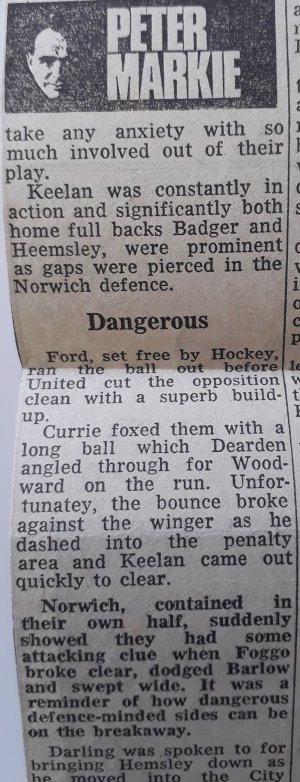 PETER
MARKIE
take any anxiety with so
much involved out of their
play.
Keelan was constantly in
action and significantly both
home full backs Badger and
Heemsley, were prominent
as gaps were pierced in the
Norwich defence.
Dangerous
Ford, set free by Hockey,
ran the ball out before
United cut the opposition
clean with a superb build-
up.
Currie foxed them with a
long ball which Dearden
angled through for Wood-
ward on the run. Unfor-
tunatey, the bounce broke
against the winger as he
dashed into the penalty
area and Keelan came out
quickly to clear.
Norwich, contained in
their own half, suddenly
showed they had some
attacking clue when Foggo
broke clear, dodged Barlow
and swept wide. It was a
reminder of how dangerous
defence-minded sides can be
on the breakaway.
Darling was spoken to for
bringing Hemsley down as
he moved into the City